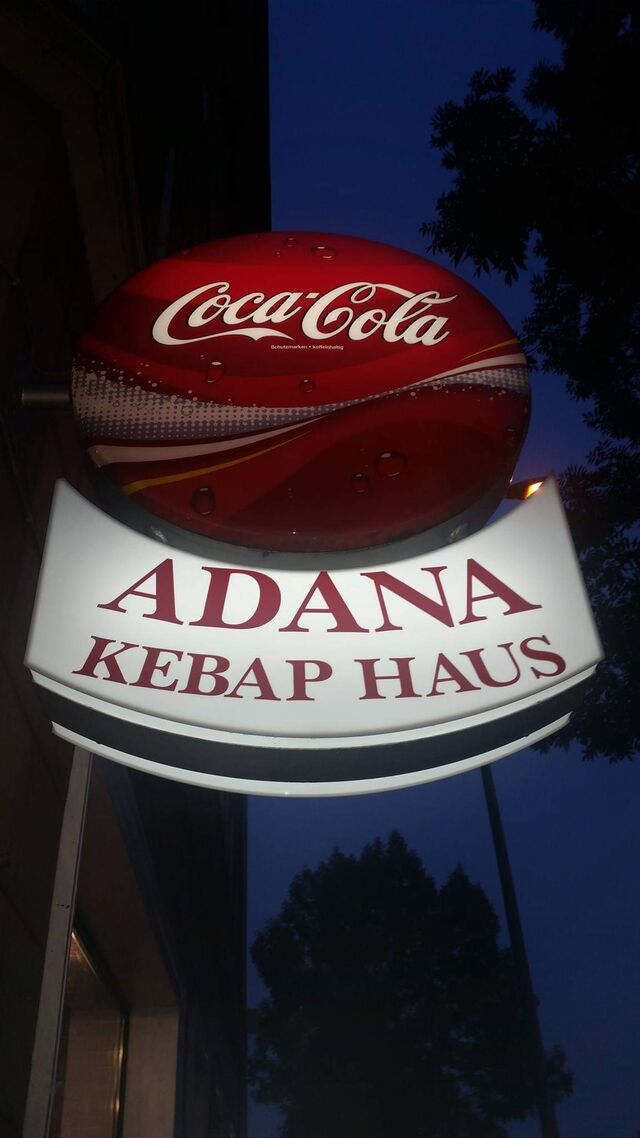 Coca-Cola
Schutzmarken • koffeinhaltig
ADANA
KEBAP HAUS